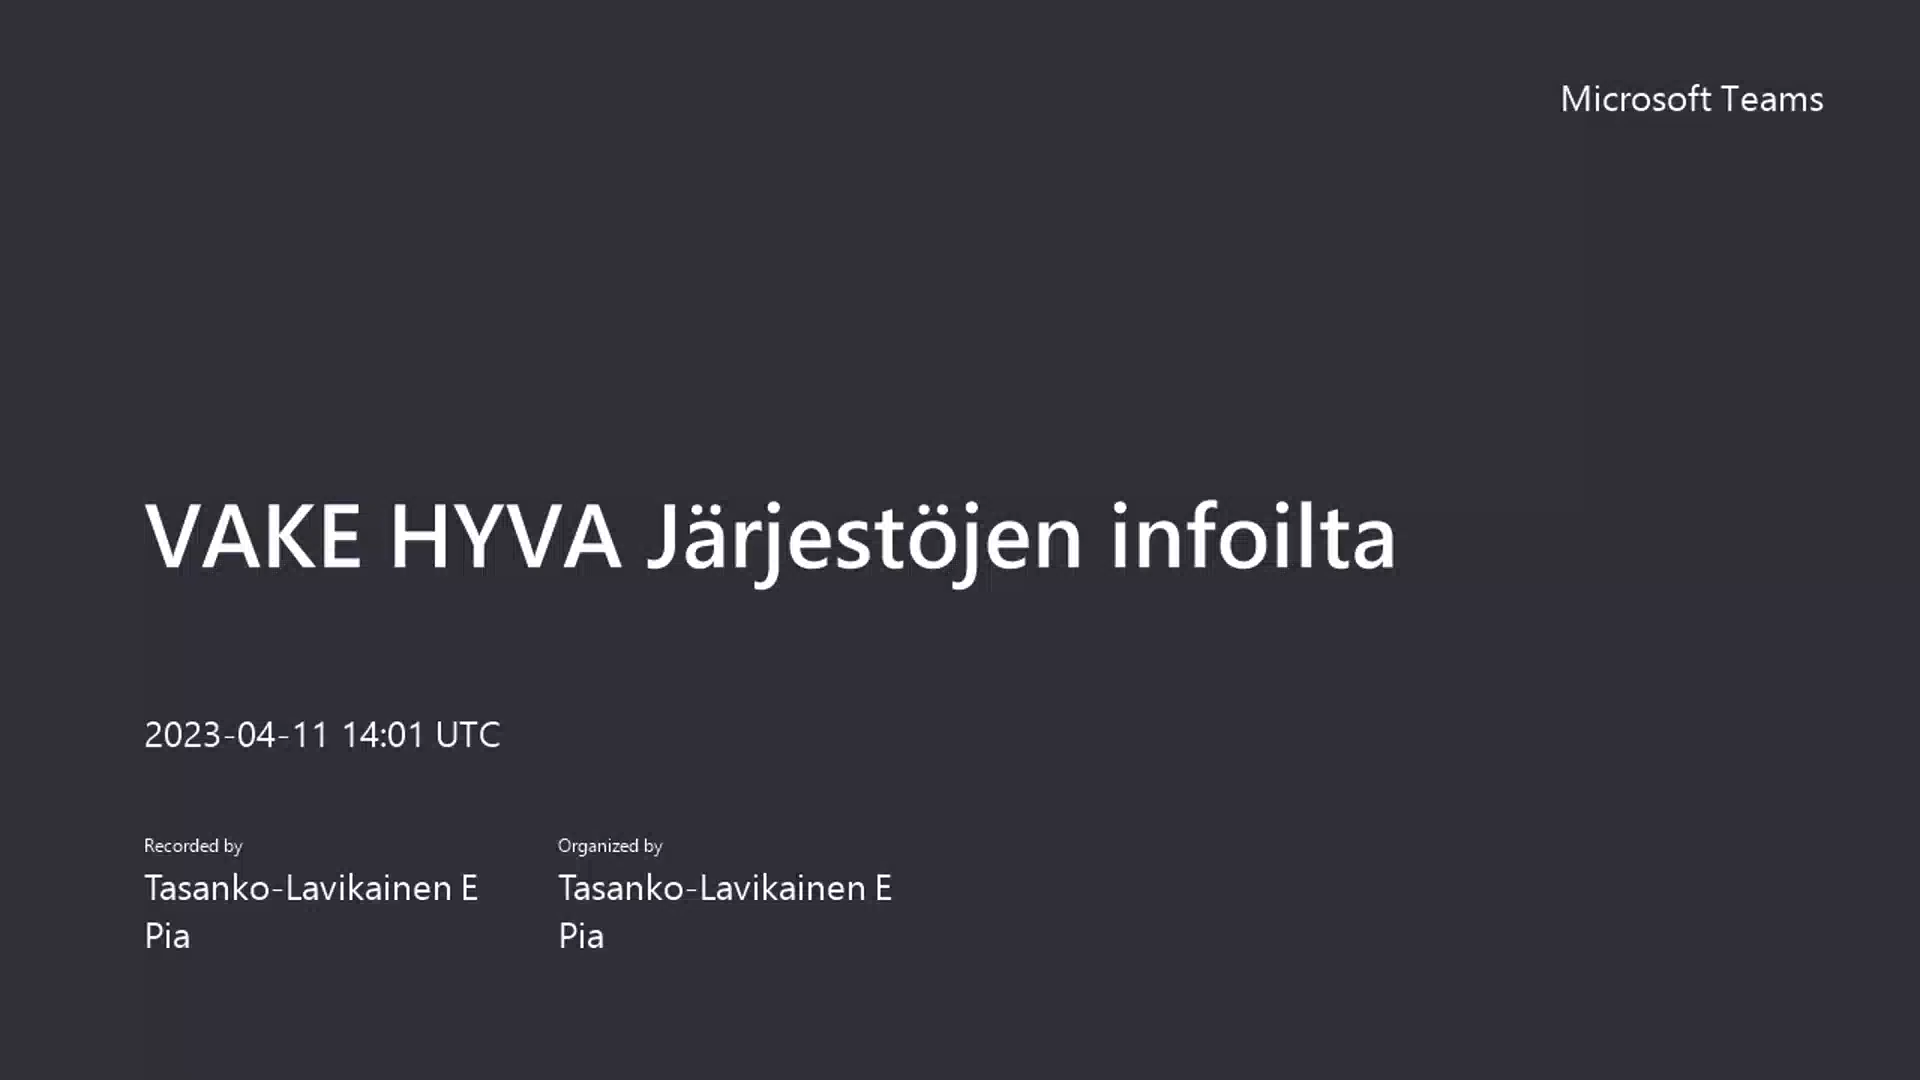 Microsoft Teams
VAKE HYVA Järjestöjen infoilta
2023-04-11 14:01 UTC
Recorded by
Tasanko-Lavikainen E
Pia
Organized by
Tasanko-Lavikainen E
Pia